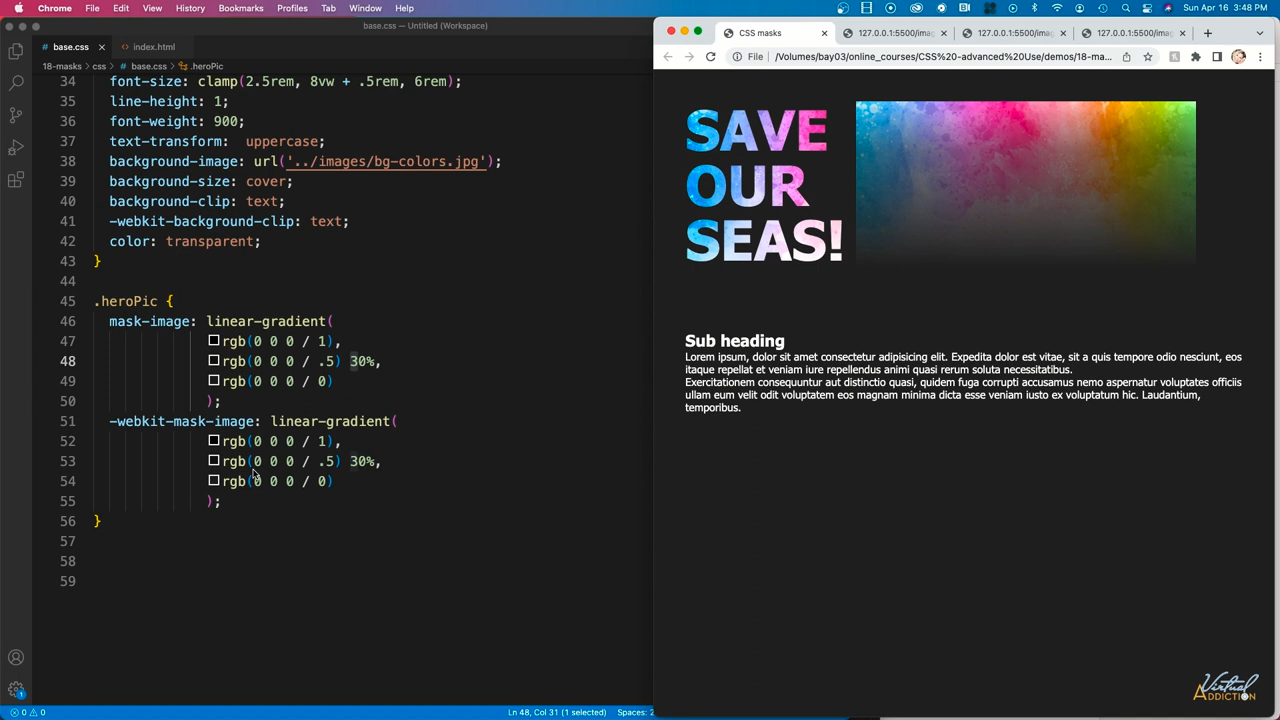 Chrome File Edit View History Bookmarks Profiles Tab Window Help Sun Apr 16 3:48 PM
base.css — Untitled (Workspace)
# base.css index.html
18-masks > css > # base.css > .heroPic
34 font-size: clamp(2.5rem, 8vw + .5rem, 6rem);
35 line-height: 1;
36 font-weight: 900;
37 text-transform: uppercase;
38 background-image: url('../images/bg-colors.jpg');
39 background-size: cover;
40 background-clip: text;
41 -webkit-background-clip: text;
42 color: transparent;
43 }
44
45 .heroPic {
46 mask-image: linear-gradient(
47 rgb(0 0 0 / 1),
48 rgb(0 0 0 / .5) 30%,
49 rgb(0 0 0 / 0)
50 );
51 -webkit-mask-image: linear-gradient(
52 rgb(0 0 0 / 1),
53 rgb(0 0 0 / .5) 30%,
54 rgb(0 0 0 / 0)
55 );
56 }
57
58
59
0 0 Ln 48, Col 31 (1 selected) Spaces: 2
1
CSS masks 127.0.0.1:5500/imag 127.0.0.1:5500/imag 127.0.0.1:5500/imag
File /Volumes/bay03/online_courses/CSS%20-advanced%20Use/demos/18-ma...
SAVE
OUR
SEAS!
Sub heading
Lorem ipsum, dolor sit amet consectetur adipisicing elit. Expedita dolor est vitae, sit a quis tempore odio nesciunt, eos
itaque repellat et veniam iure repellendus animi quasi rerum soluta necessitatibus.
Exercitationem consequuntur aut distinctio quasi, quidem fuga corrupti accusamus nemo aspernatur voluptates officiis
ullam eum velit odit voluptatem eos magnam minima dicta esse veniam iusto ex voluptatum hic. Laudantium,
temporibus.
Virtual
ADDICTION